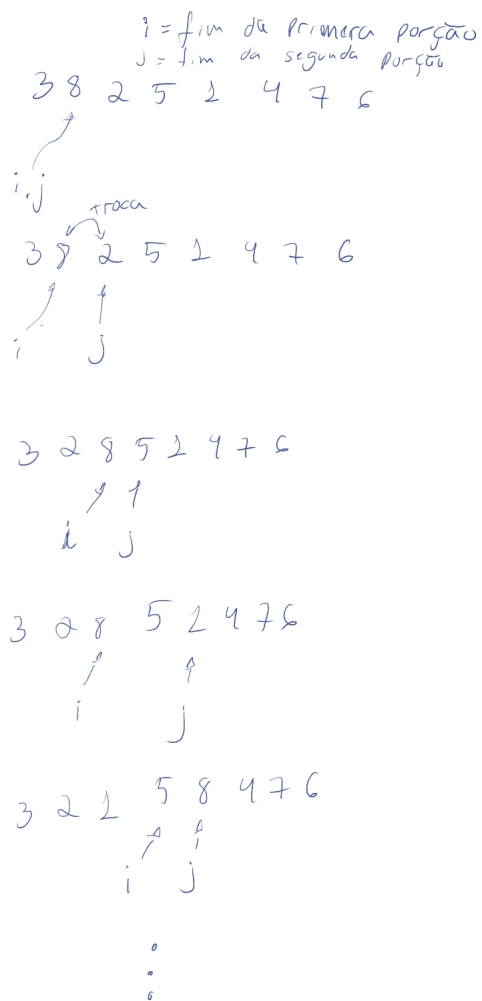 i = fim da primera porção
j = fim da segunda porção
3 8 2 5 1 4 7 6
i,j
troca
3 8 2 5 1 4 7 6
i j
3 2 8 5 1 4 7 6
i j
3 2 8 5 1 4 7 6
i j
3 2 1 5 8 4 7 6
i j